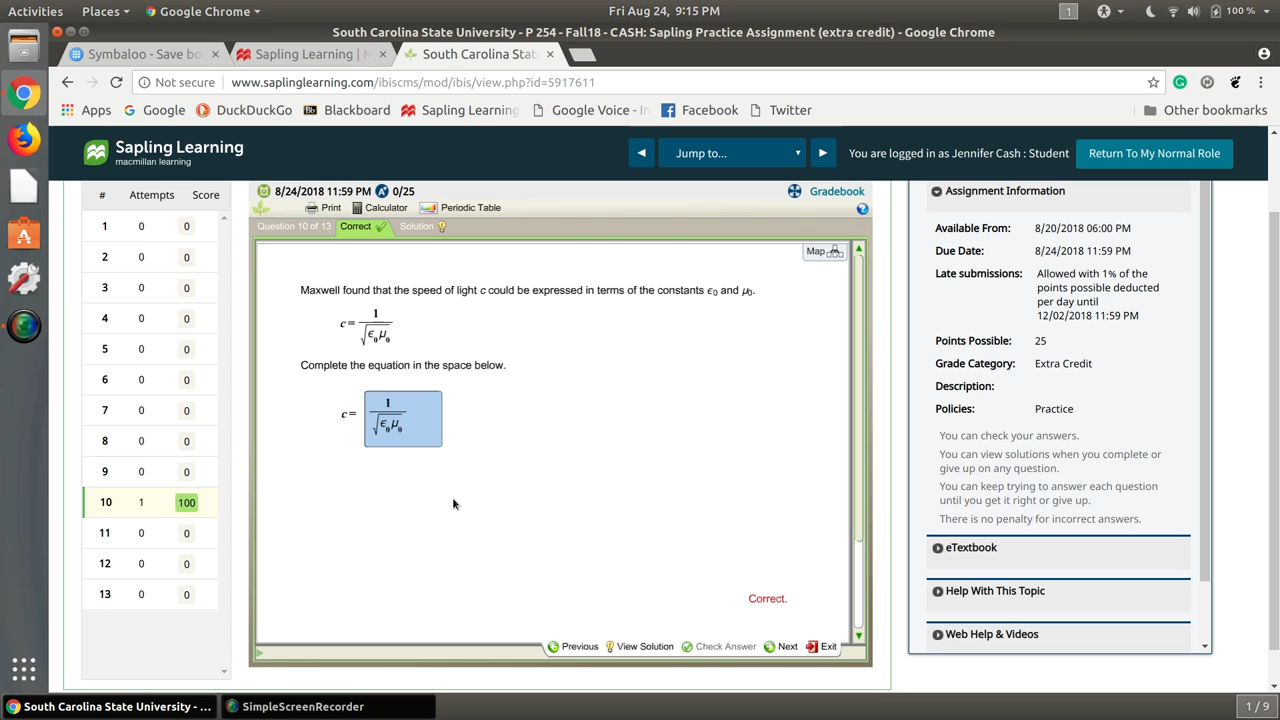 Activities Places Google Chrome Fri Aug 24, 9:15 PM 1 100 %
South Carolina State University - P 254 - Fall18 - CASH: Sapling Practice Assignment (extra credit) - Google Chrome
Symbaloo - Save bo Sapling Learning | M South Carolina Stat
Not secure www.saplinglearning.com/ibiscms/mod/ibis/view.php?id=5917611
Apps Google DuckDuckGo Blackboard Sapling Learning Google Voice - In Facebook Twitter Other bookmarks
Sapling Learning
macmillan learning
Jump to... You are logged in as Jennifer Cash : Student Return To My Normal Role
# Attempts Score
1 0 0
2 0 0
3 0 0
4 0 0
5 0 0
6 0 0
7 0 0
8 0 0
9 0 0
10 1 100
11 0 0
12 0 0
13 0 0
8/24/2018 11:59 PM 0/25 Gradebook
Print Calculator Periodic Table
Question 10 of 13 Correct Solution
Map
Maxwell found that the speed of light c could be expressed in terms of the constants ϵ₀ and μ₀.
c = 1/√ϵ₀μ₀
Complete the equation in the space below.
c = 1/√ϵ₀μ₀
Correct.
Previous View Solution Check Answer Next Exit
Assignment Information
Available From: 8/20/2018 06:00 PM
Due Date: 8/24/2018 11:59 PM
Late submissions: Allowed with 1% of the
points possible deducted
per day until
12/02/2018 11:59 PM
Points Possible: 25
Grade Category: Extra Credit
Description:
Policies: Practice
You can check your answers.
You can view solutions when you complete or
give up on any question.
You can keep trying to answer each question
until you get it right or give up.
There is no penalty for incorrect answers.
eTextbook
Help With This Topic
Web Help & Videos
South Carolina State University - ... SimpleScreenRecorder 1 / 9